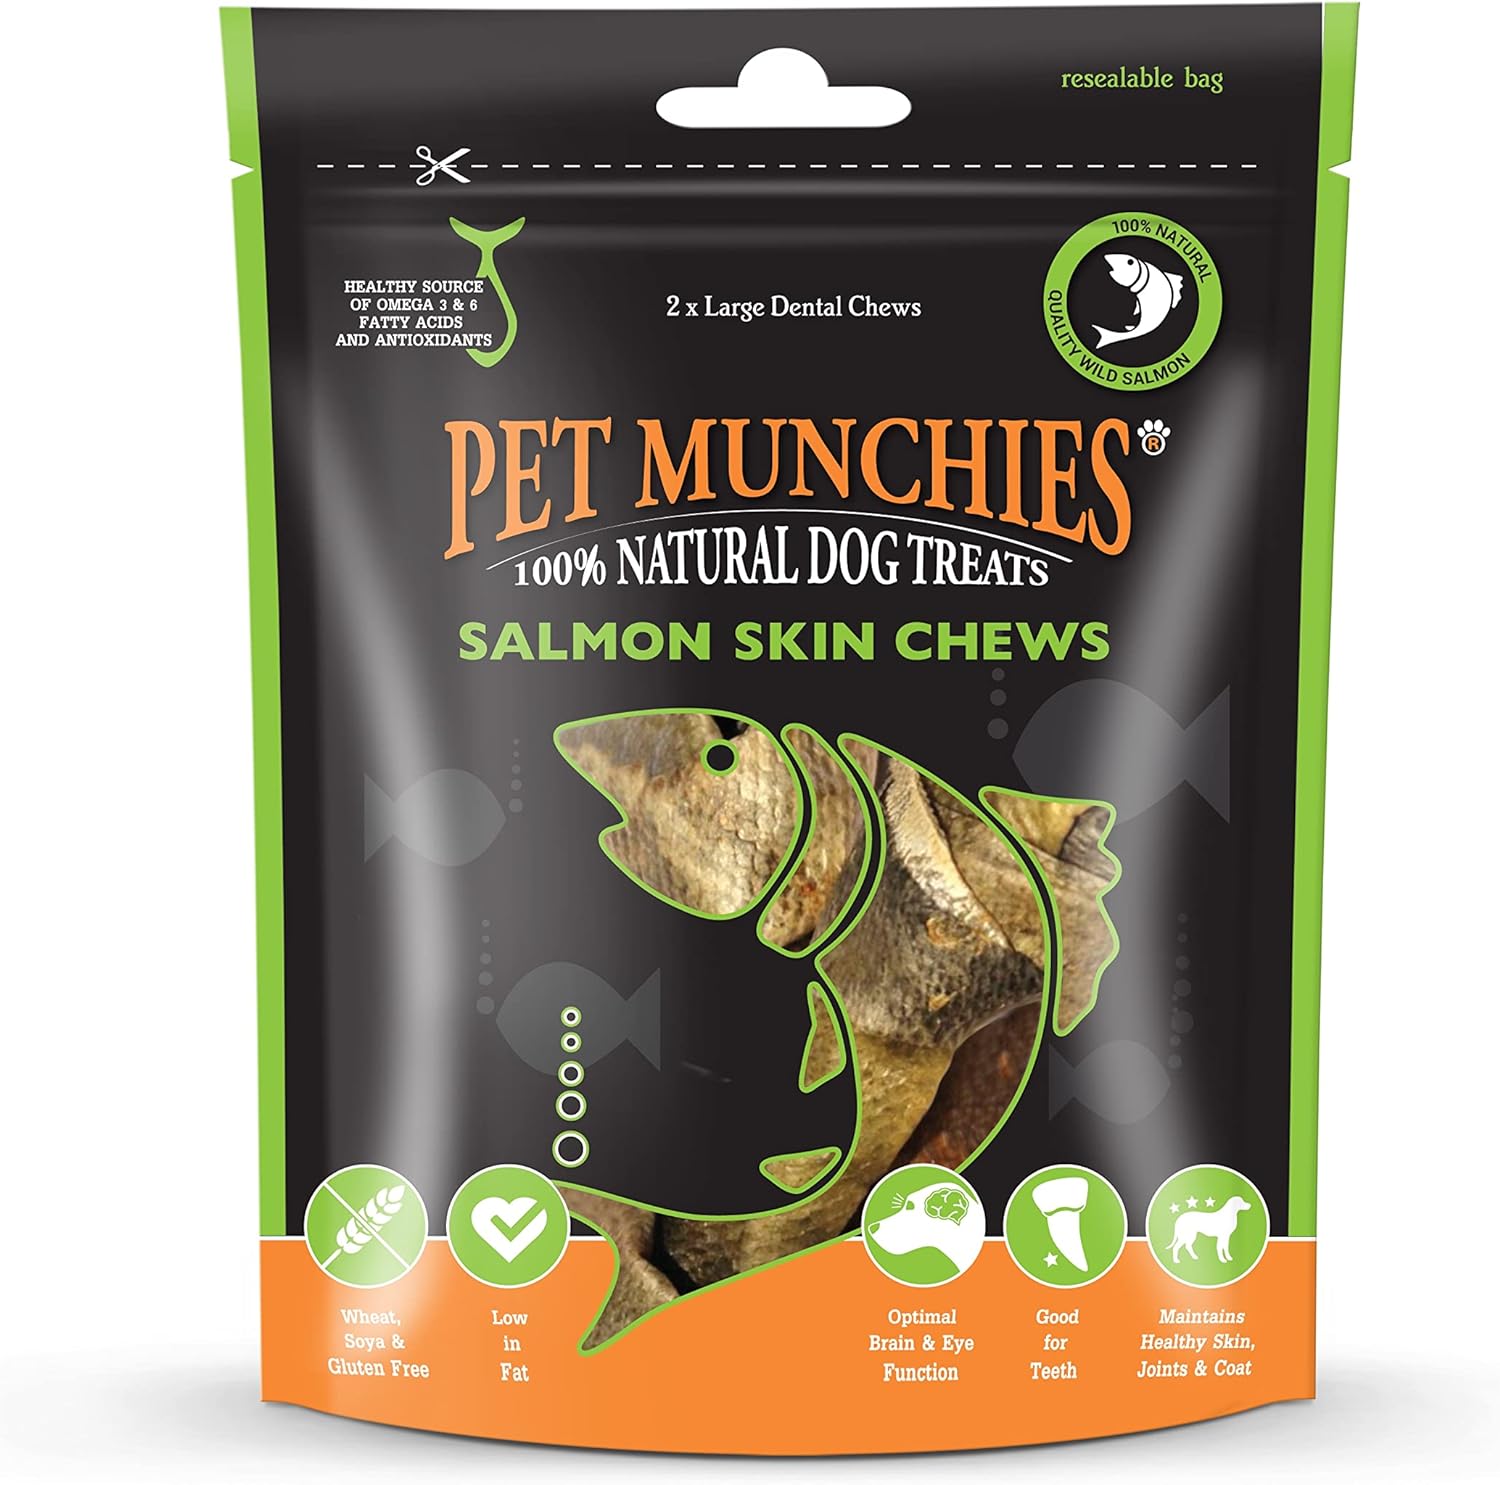 resealable bag
HEALTHY SOURCE
OF OMEGA 3 & 6
FATTY ACIDS
AND ANTIOXIDANTS
2 x Large Dental Chews
100% NATURAL
QUALITY WILD SALMON
PET MUNCHIES®
100% NATURAL DOG TREATS
SALMON SKIN CHEWS
Wheat,
Soya &
Gluten Free
Low
in
Fat
Optimal
Brain & Eye
Function
Good
for
Teeth
Maintains
Healthy Skin,
Joints & Coat